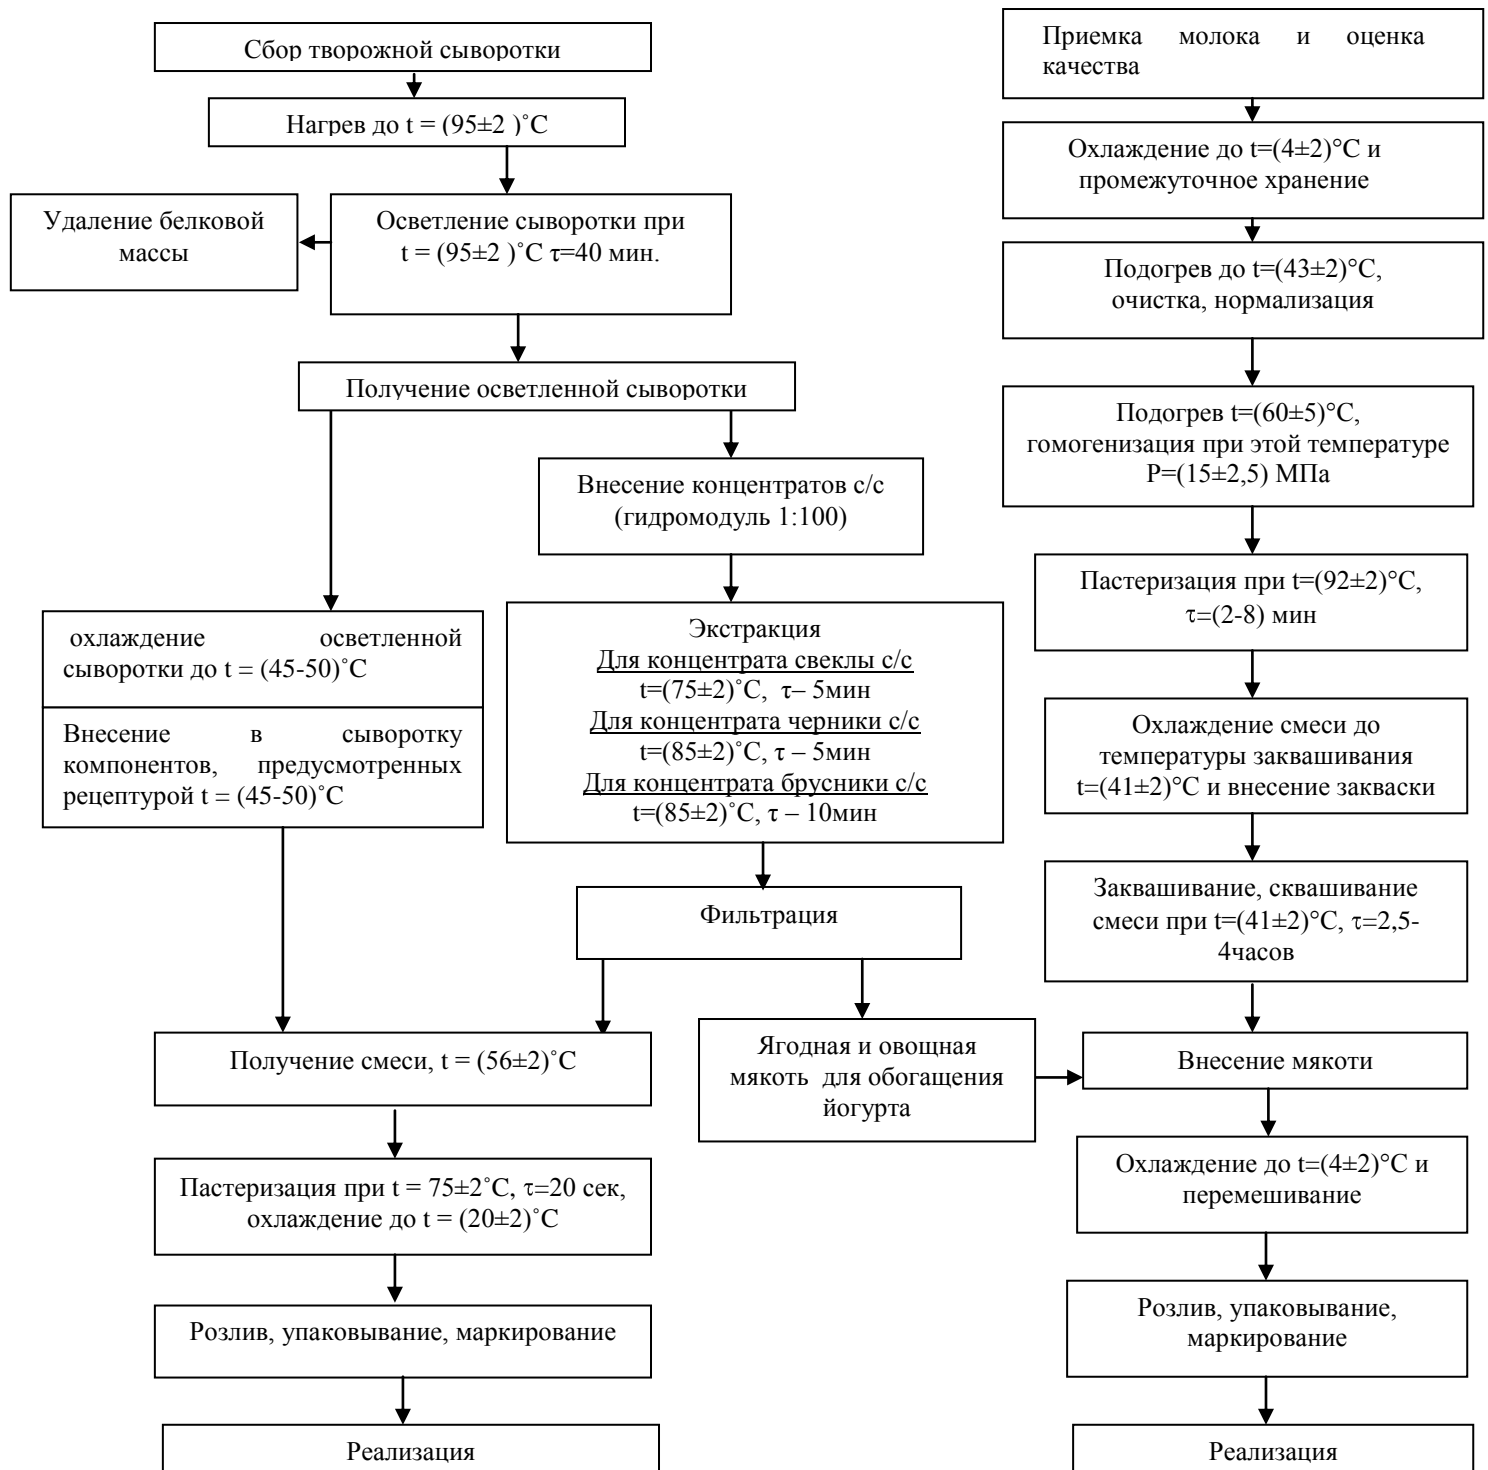 Сбор творожной сыворотки
Нагрев до t = (95±2 )˚С
Удаление белковой
массы
Осветление сыворотки при
t = (95±2 )˚С τ=40 мин.
Получение осветленной сыворотки
Внесение концентратов с/с
(гидромодуль 1:100)
охлаждение осветленной
сыворотки до t = (45-50)˚С
Внесение в сыворотку
компонентов, предусмотренных
рецептурой t = (45-50)˚С
Экстракция
Для концентрата свеклы с/с
t=(75±2)˚С, τ– 5мин
Для концентрата черники с/с
t=(85±2)˚С, τ – 5мин
Для концентрата брусники с/с
t=(85±2)˚С, τ – 10мин
Фильтрация
Получение смеси, t = (56±2)˚С
Ягодная и овощная
мякоть для обогащения
йогурта
Пастеризация при t = 75±2˚С, τ=20 сек,
охлаждение до t = (20±2)˚С
Розлив, упаковывание, маркирование
Реализация
Приемка молока и оценка
качества
Охлаждение до t=(4±2)°С и
промежуточное хранение
Подогрев до t=(43±2)°С,
очистка, нормализация
Подогрев t=(60±5)°С,
гомогенизация при этой температуре
Р=(15±2,5) МПа
Пастеризация при t=(92±2)°С,
τ=(2-8) мин
Охлаждение смеси до
температуры заквашивания
t=(41±2)°С и внесение закваски
Заквашивание, сквашивание
смеси при t=(41±2)°С, τ=2,5-
4часов
Внесение мякоти
Охлаждение до t=(4±2)°С и
перемешивание
Розлив, упаковывание,
маркирование
Реализация